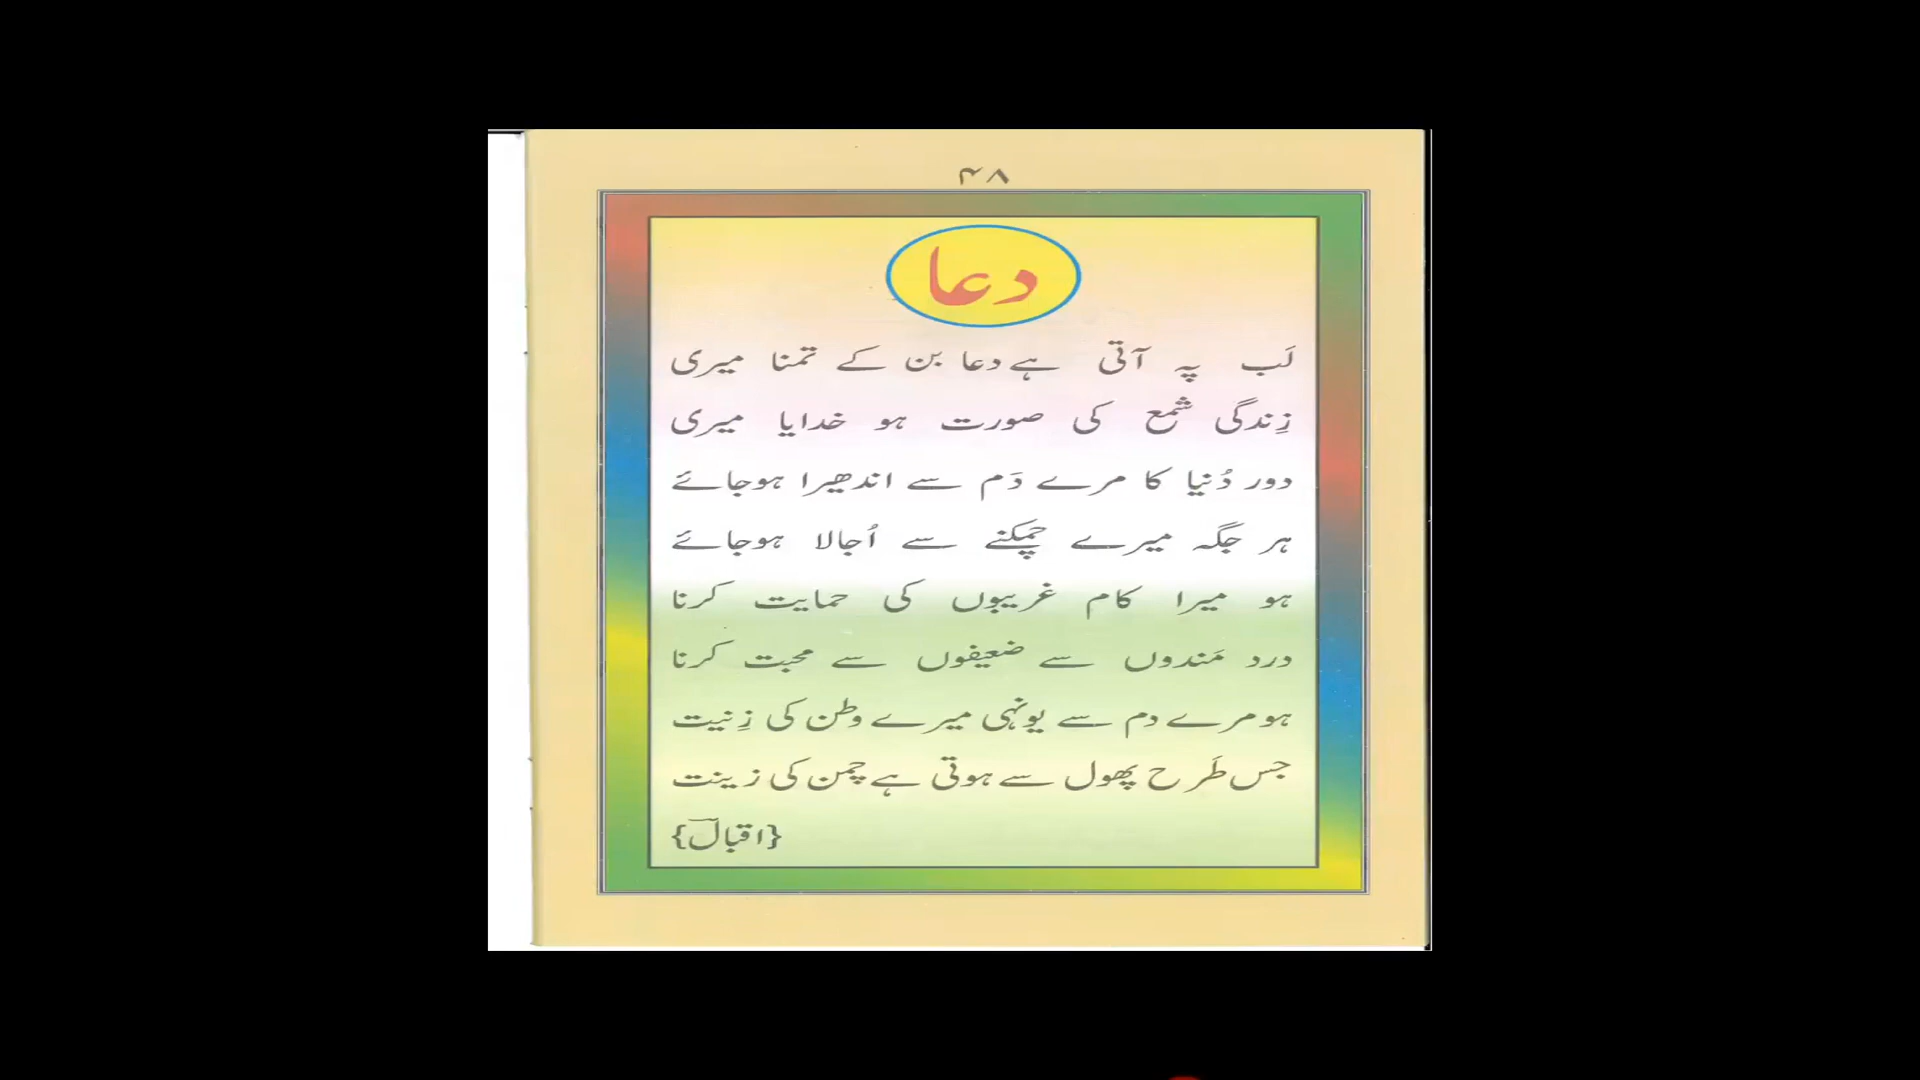 ۴۸
دعا
لَب پہ آتی ہے دعا بن کے تمنا میری
زِندگی شمع کی صورت ہو خدایا میری
دور دُنیا کا مرے دَم سے اندھیرا ہوجائے
ہر جگہ میرے چمکنے سے اُجالا ہوجائے
ہو میرا کام غریبوں کی حمایت کرنا
درد مَندوں سے ضعیفوں سے محبت کرنا
ہو مرے دم سے یونہی میرے وطن کی زِنیت
جس طَرح پھول سے ہوتی ہے چمن کی زینت
{اقبالؔ}